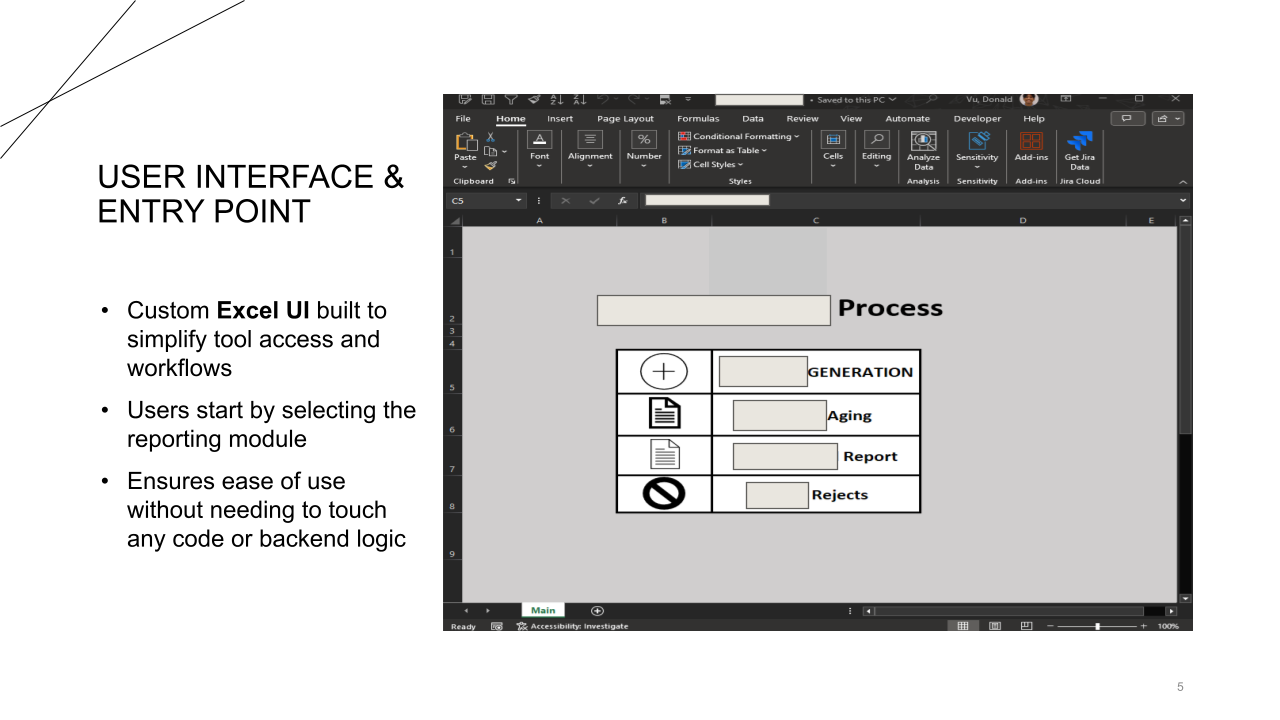 USER INTERFACE &
ENTRY POINT
• Custom Excel UI built to
simplify tool access and
workflows
• Users start by selecting the
reporting module
• Ensures ease of use
without needing to touch
any code or backend logic
• Saved to this PC
Vu, Donald
File Home Insert Page Layout Formulas Data Review View Automate Developer Help
Paste
Clipboard
Font
Alignment
%
Number
Conditional Formatting
Format as Table
Cell Styles
Styles
Cells
Editing
Analyze
Data
Analysis
Sensitivity
Sensitivity
Add-ins
Add-ins
Get Jira
Data
Jira Cloud
C5
fx
A B C D E
1
2
3
4
5
6
7
8
9
Process
GENERATION
Aging
Report
Rejects
Main
Ready
Accessibility: Investigate
100%
5